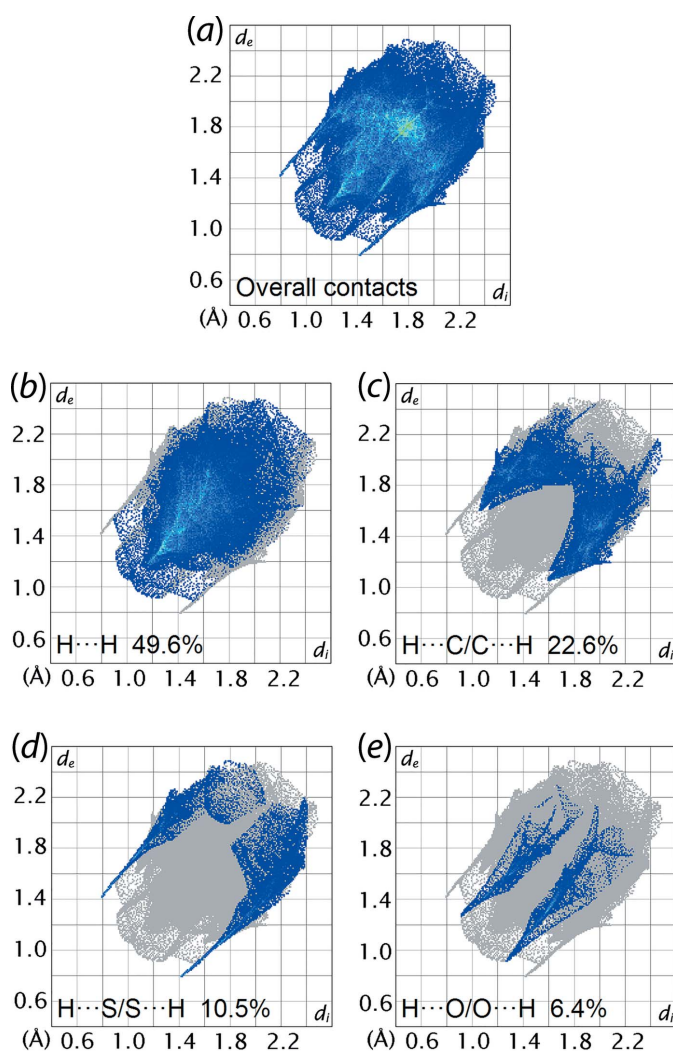 (a)
dₑ
2.2
1.8
1.4
1.0
0.6
Overall contacts
dᵢ
(Å) 0.6 1.0 1.4 1.8 2.2
(b)
dₑ
2.2
1.8
1.4
1.0
0.6
H···H 49.6%
dᵢ
(Å) 0.6 1.0 1.4 1.8 2.2
(c)
dₑ
2.2
1.8
1.4
1.0
0.6
H···C/C···H 22.6%
dᵢ
(Å) 0.6 1.0 1.4 1.8 2.2
(d)
dₑ
2.2
1.8
1.4
1.0
0.6
H···S/S···H 10.5%
dᵢ
(Å) 0.6 1.0 1.4 1.8 2.2
(e)
dₑ
2.2
1.8
1.4
1.0
0.6
H···O/O···H 6.4%
dᵢ
(Å) 0.6 1.0 1.4 1.8 2.2